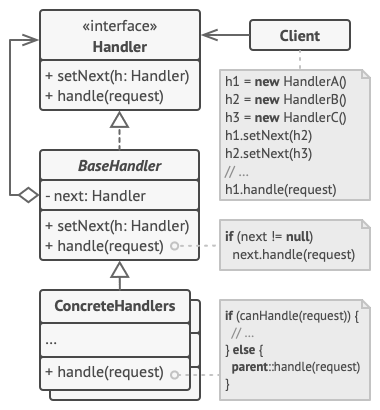 «interface»
Handler
+ setNext(h: Handler)
+ handle(request)
Client
h1 = new HandlerA()
h2 = new HandlerB()
h3 = new HandlerC()
h1.setNext(h2)
h2.setNext(h3)
// ...
h1.handle(request)
BaseHandler
- next: Handler
+ setNext(h: Handler)
+ handle(request)
if (next != null)
next.handle(request)
ConcreteHandlers
...
+ handle(request)
if (canHandle(request)) {
// ...
} else {
parent::handle(request)
}